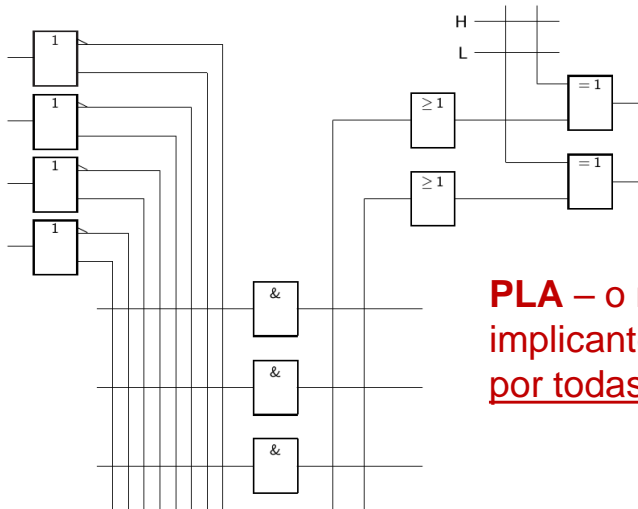 H
L
1
1
1
1
≥ 1
≥ 1
= 1
= 1
&
&
&
PLA – o
implicant
por todas